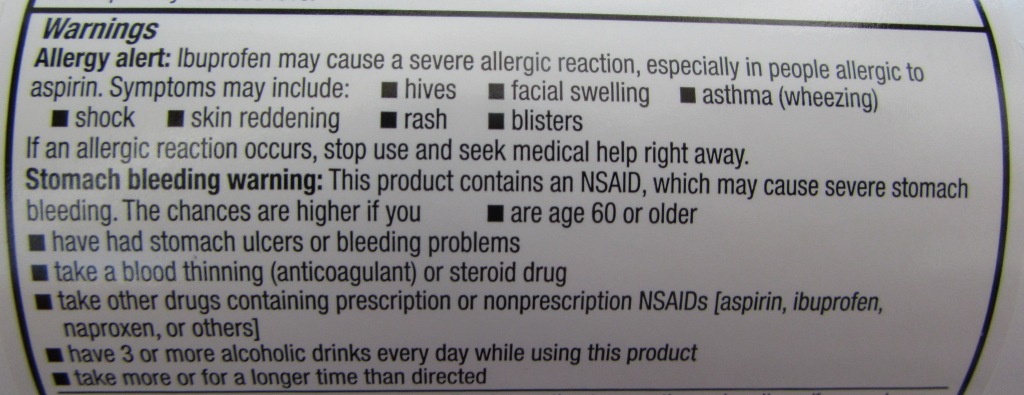 Warnings
Allergy alert: Ibuprofen may cause a severe allergic reaction, especially in people allergic to
aspirin. Symptoms may include: ■ hives ■ facial swelling ■ asthma (wheezing)
■ shock ■ skin reddening ■ rash ■ blisters
If an allergic reaction occurs, stop use and seek medical help right away.
Stomach bleeding warning: This product contains an NSAID, which may cause severe stomach
bleeding. The chances are higher if you ■ are age 60 or older
■ have had stomach ulcers or bleeding problems
■ take a blood thinning (anticoagulant) or steroid drug
■ take other drugs containing prescription or nonprescription NSAIDs [aspirin, ibuprofen,
naproxen, or others]
■ have 3 or more alcoholic drinks every day while using this product
■ take more or for a longer time than directed